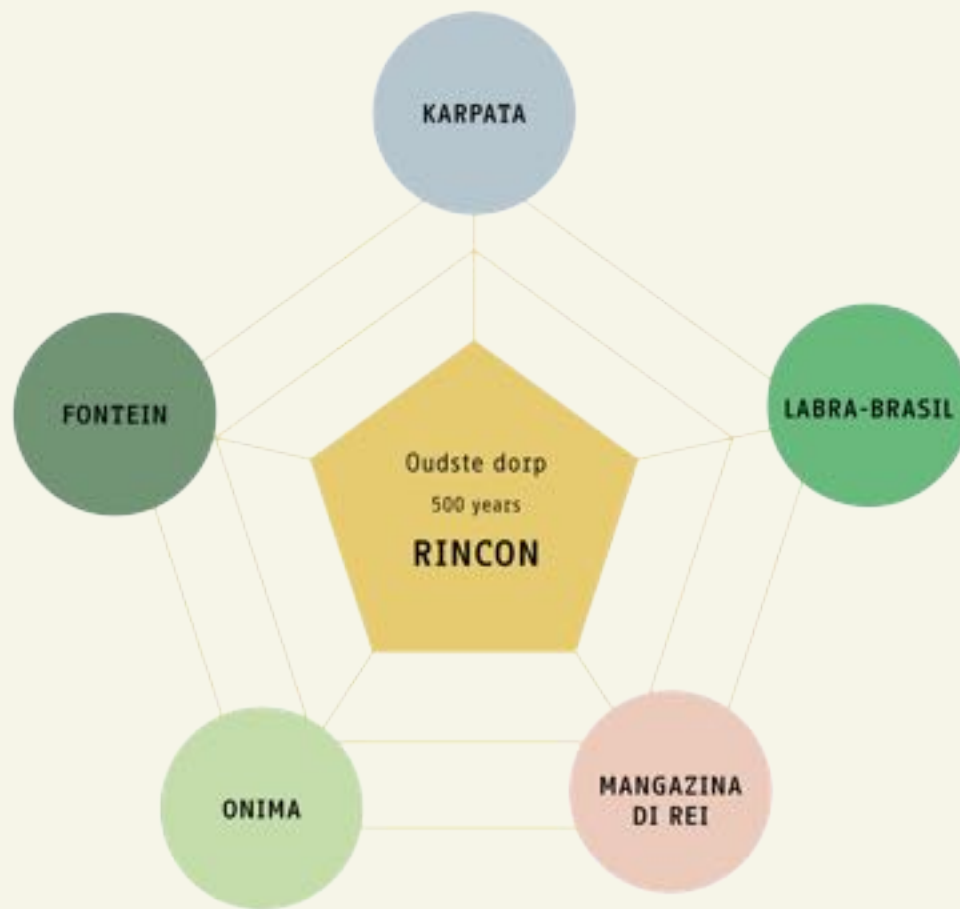 KARPATA
FONTEIN
LABRA-BRASIL
Oudste dorp
500 years
RINCON
ONIMA
MANGAZINA
DI REI